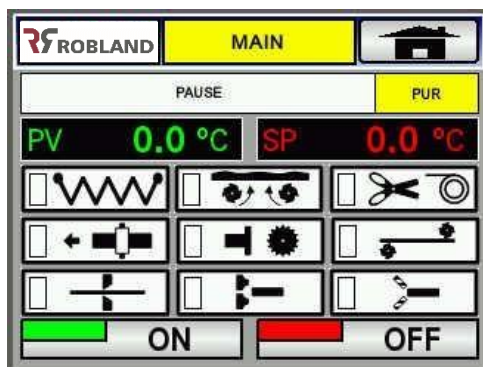 ROBLAND MAIN
PAUSE PUR
PV 0.0 °C SP 0.0 °C
ON OFF